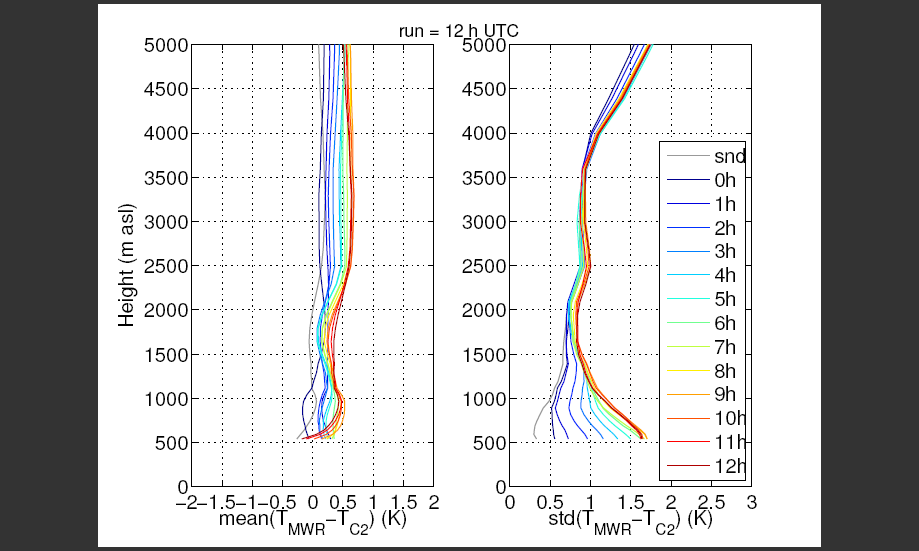 run = 12 h UTC
5000
4500
4000
3500
3000
2500
2000
1500
1000
500
0
Height (m asl)
−2−1.5−1−0.5 0 0.5 1 1.5 2
mean(T_MWR−T_C2) (K)
5000
4500
4000
3500
3000
2500
2000
1500
1000
500
0
0 0.5 1 1.5 2 2.5 3
std(T_MWR−T_C2) (K)
snd
0h
1h
2h
3h
4h
5h
6h
7h
8h
9h
10h
11h
12h